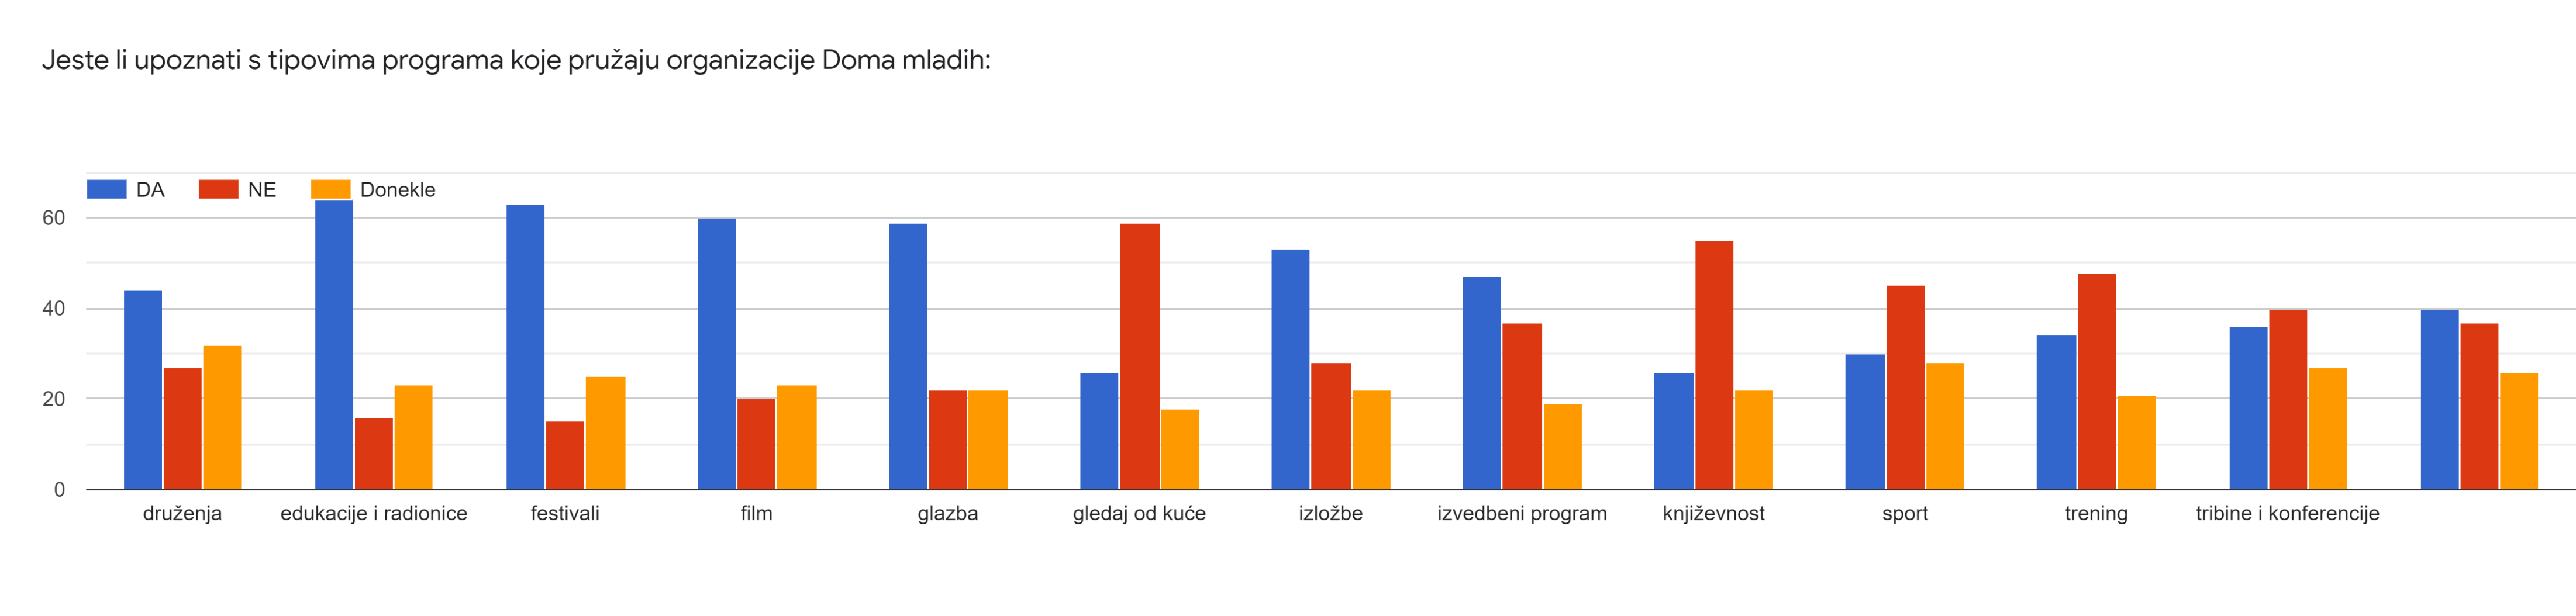 Jeste li upoznati s tipovima programa koje pružaju organizacije Doma mladih:
DA NE Donekle
60
40
20
0
druženja edukacije i radionice festivali film glazba gledaj od kuće izložbe izvedbeni program književnost sport trening tribine i konferencije